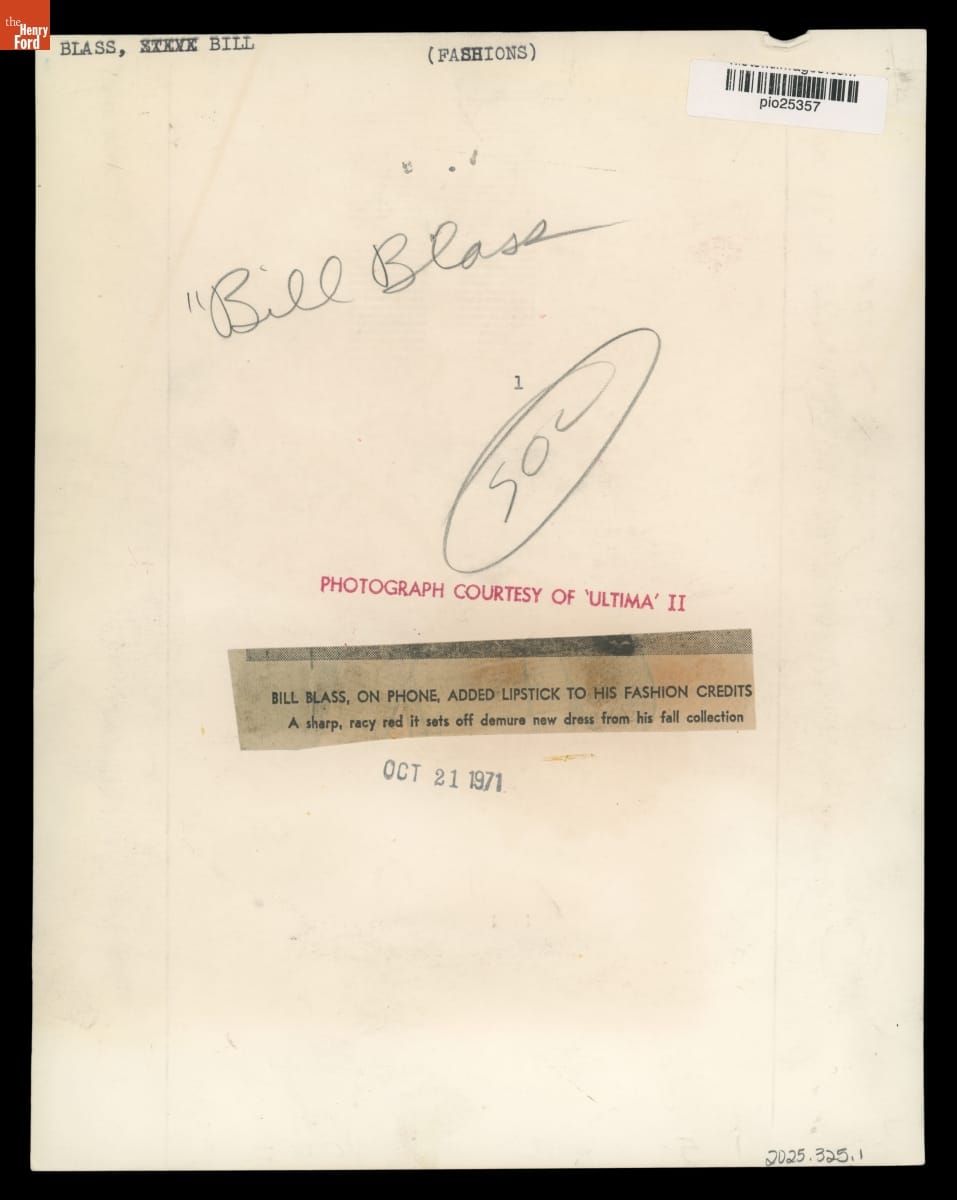 the
Henry
Ford
BLASS, STEVE BILL
(FASHIONS)
pio25357
"Bill Blass
1
PHOTOGRAPH COURTESY OF 'ULTIMA' II
BILL BLASS, ON PHONE, ADDED LIPSTICK TO HIS FASHION CREDITS
A sharp, racy red it sets off demure new dress from his fall collection
OCT 21 1971
2025.325.1